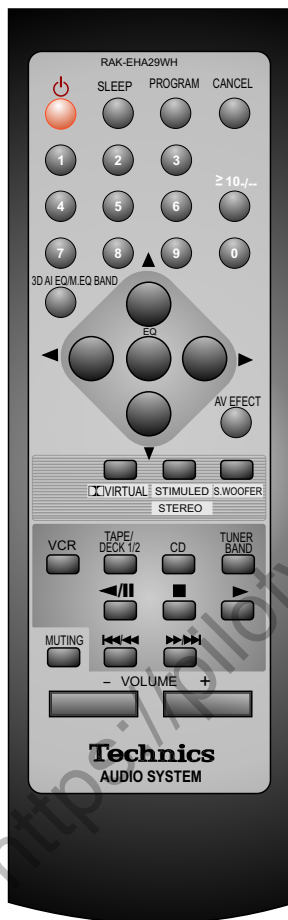 RAK-EHA29WH
SLEEP PROGRAM CANCEL
1 2 3
≥10-/--
4 5 6
7 8 9 0
3D AI EQ/M.EQ BAND
EQ
AV EFECT
VIRTUAL STIMULED S.WOOFER
STEREO
VCR TAPE/ DECK 1/2 CD TUNER BAND
MUTING
– VOLUME +
Technics
AUDIO SYSTEM
https://pilotv